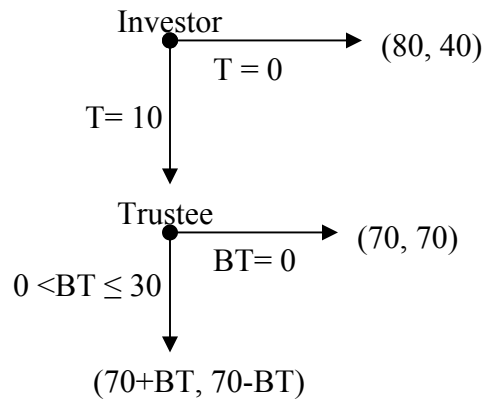 Investor
(80, 40)
T = 0
T= 10
Trustee
(70, 70)
BT= 0
0 <BT ≤ 30
(70+BT, 70-BT)